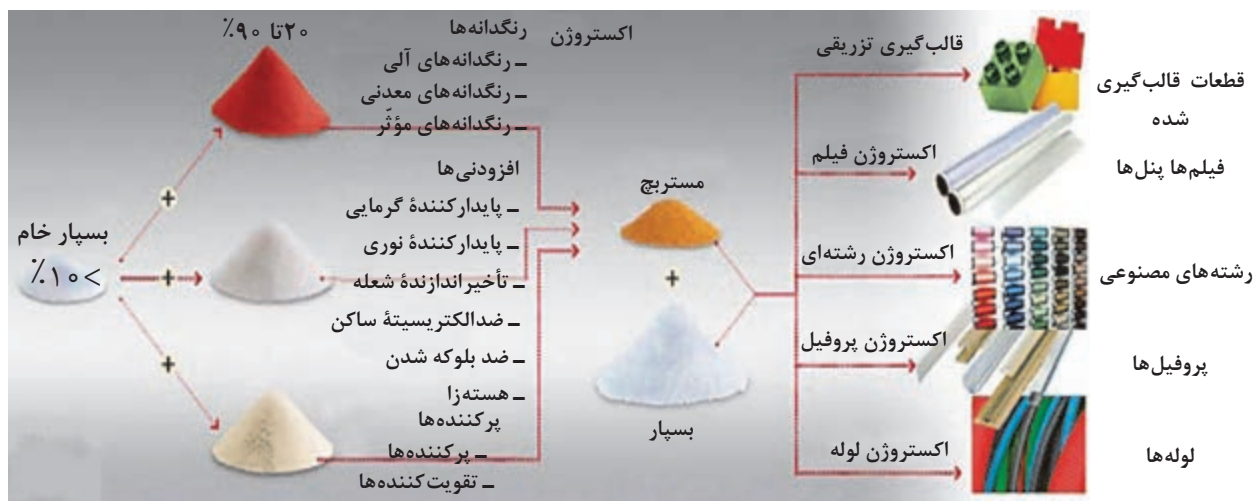 بسپار خام
>۱۰٪
+
+
+
۲۰ تا ۹۰٪
رنگدانه‌ها
ـ رنگدانه‌های آلی
ـ رنگدانه‌های معدنی
ـ رنگدانه‌های مؤثّر
افزودنی‌ها
ـ پایدارکنندهٔ گرمایی
ـ پایدارکنندهٔ نوری
ـ تأخیراندازندهٔ شعله
ـ ضدالکتریسیتهٔ ساکن
ـ ضد بلوکه شدن
ـ هسته‌زا
پرکننده‌ها
ـ پرکننده‌ها
ـ تقویت‌کننده‌ها
اکستروژن
مستربچ
+
بسپار
قالب‌گیری تزریقی
قطعات قالب‌گیری
شده
اکستروژن فیلم
فیلم‌ها پنل‌ها
اکستروژن رشته‌ای
رشته‌های مصنوعی
اکستروژن پروفیل
پروفیل‌ها
اکستروژن لوله
لوله‌ها